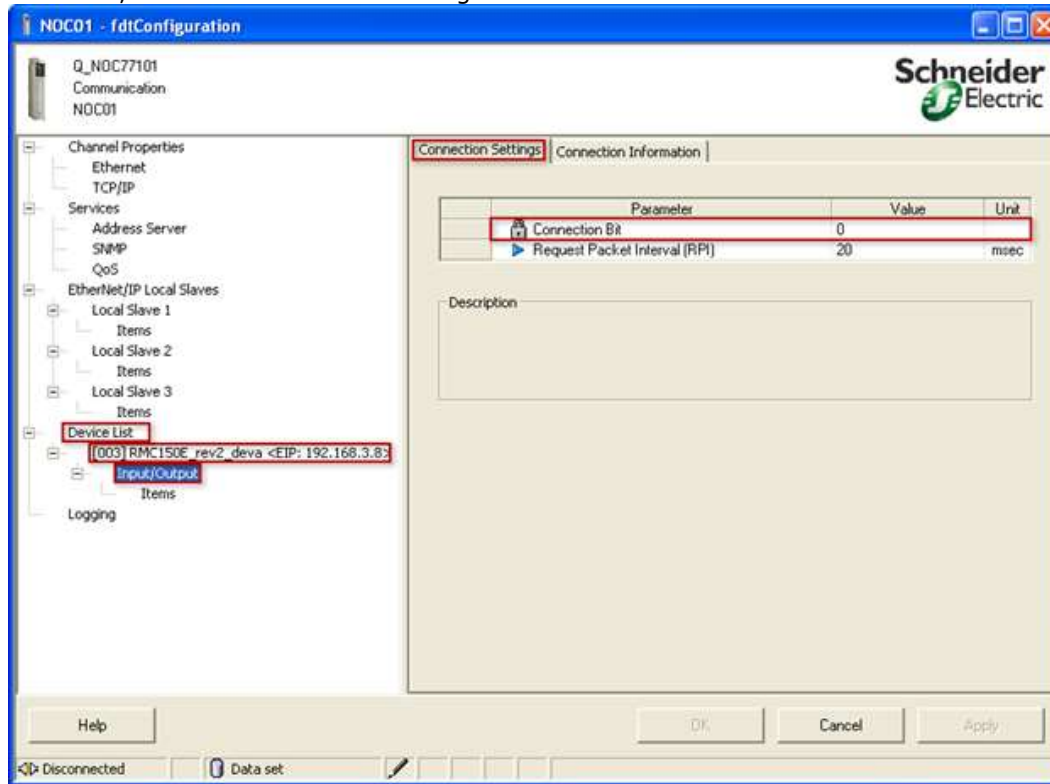 NOC01 - fdtConfiguration
Q_NOC77101
Communication
NOC01
Schneider
Electric
Channel Properties
Ethernet
TCP/IP
Services
Address Server
SNMP
QoS
EtherNet/IP Local Slaves
Local Slave 1
Items
Local Slave 2
Items
Local Slave 3
Items
Device List
[003] RMC150E_rev2_deva <EIP: 192.168.3.8>
Input/Output
Items
Logging
Connection Settings Connection Information
Parameter Value Unit
Connection Bit 0
Request Packet Interval (RPI) 20 msec
Description
Help OK Cancel Apply
Disconnected Data set